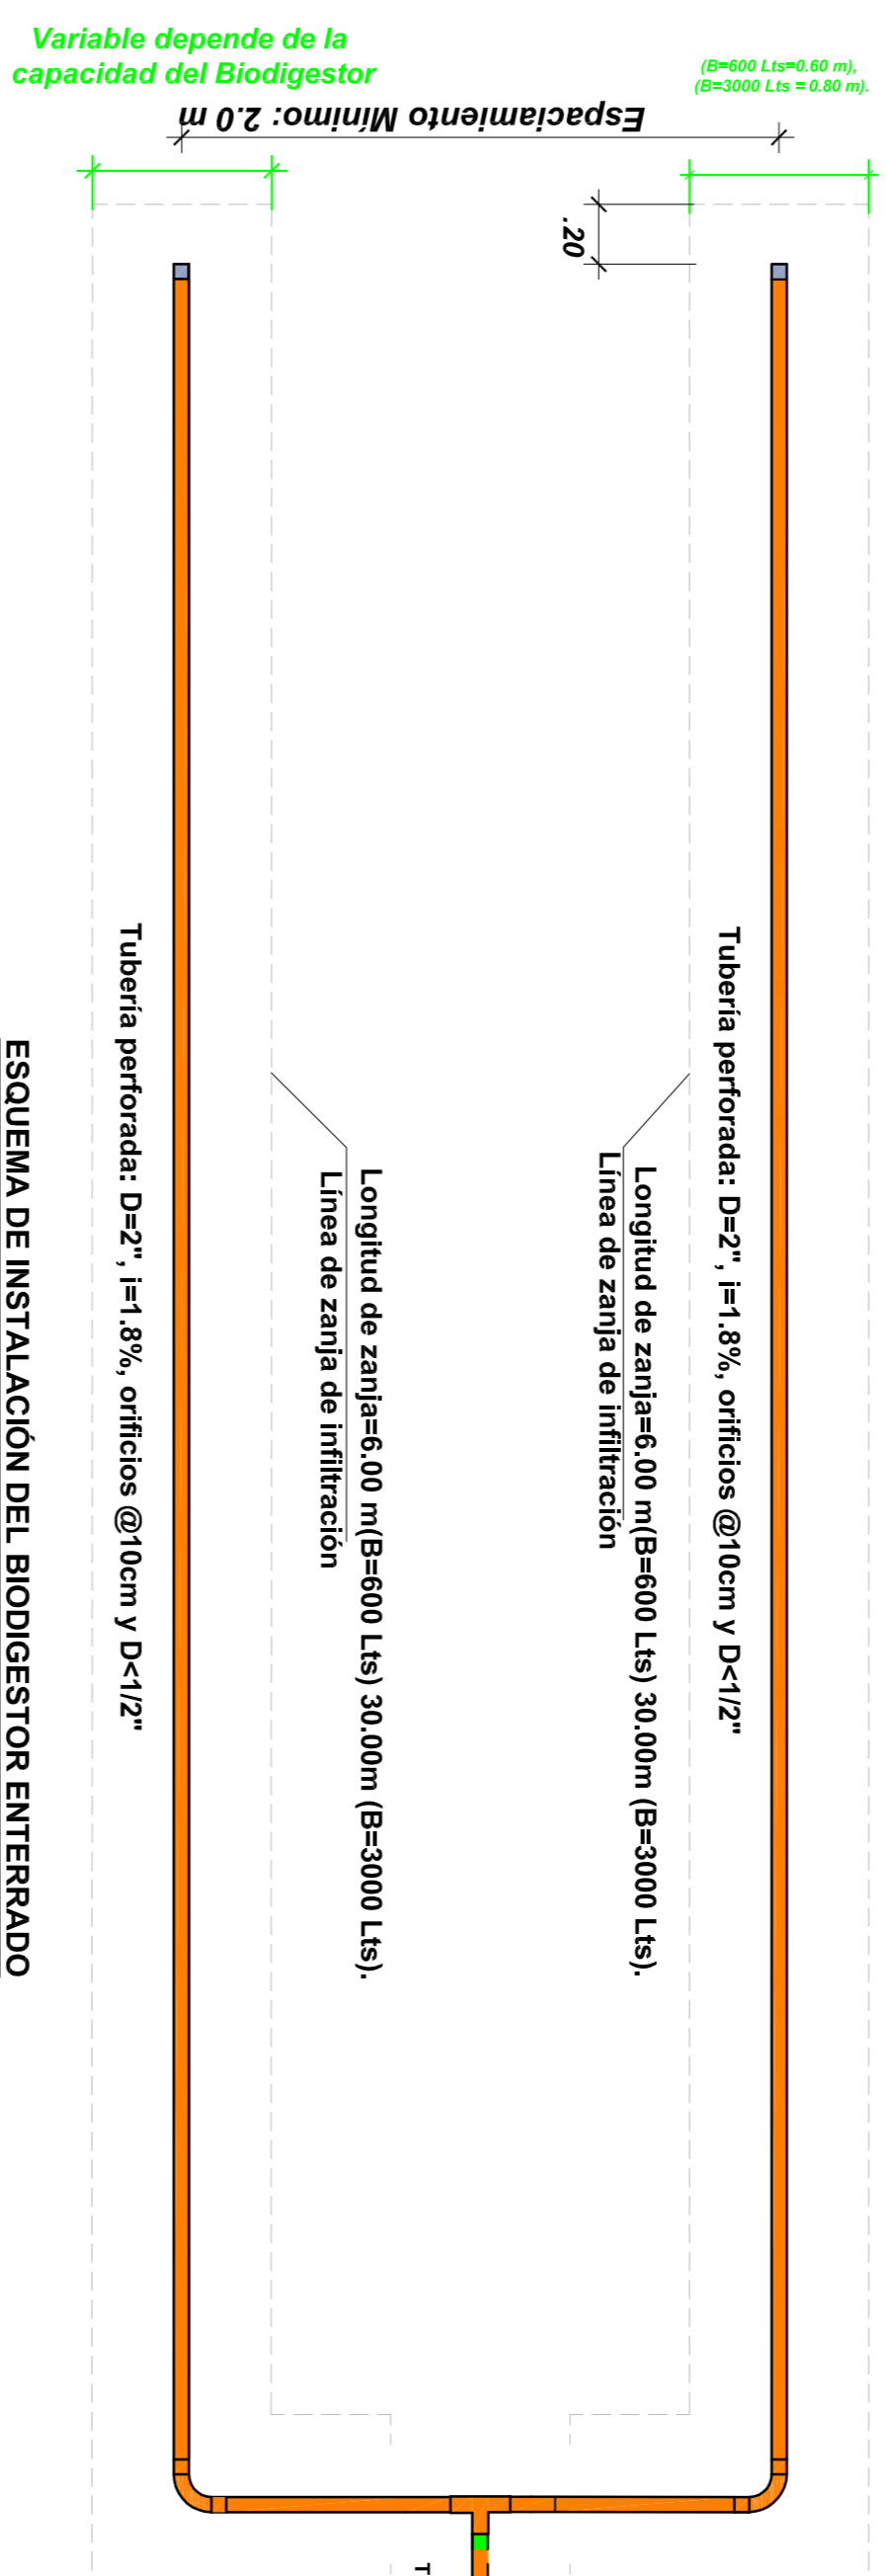 Variable depende de la
capacidad del Biodigestor
(B=600 Lts=0.60 m),
(B=3000 Lts = 0.80 m).
Espaciamiento Mínimo: 2.0 m
.20
Tubería perforada: D=2", i=1.8%, orificios @10cm y D<1/2"
Longitud de zanja=6.00 m(B=600 Lts) 30.00m (B=3000 Lts).
Línea de zanja de infiltración
Longitud de zanja=6.00 m(B=600 Lts) 30.00m (B=3000 Lts).
Línea de zanja de infiltración
Tubería perforada: D=2", i=1.8%, orificios @10cm y D<1/2"
ESQUEMA DE INSTALACIÓN DEL BIODIGESTOR ENTERRADO
T